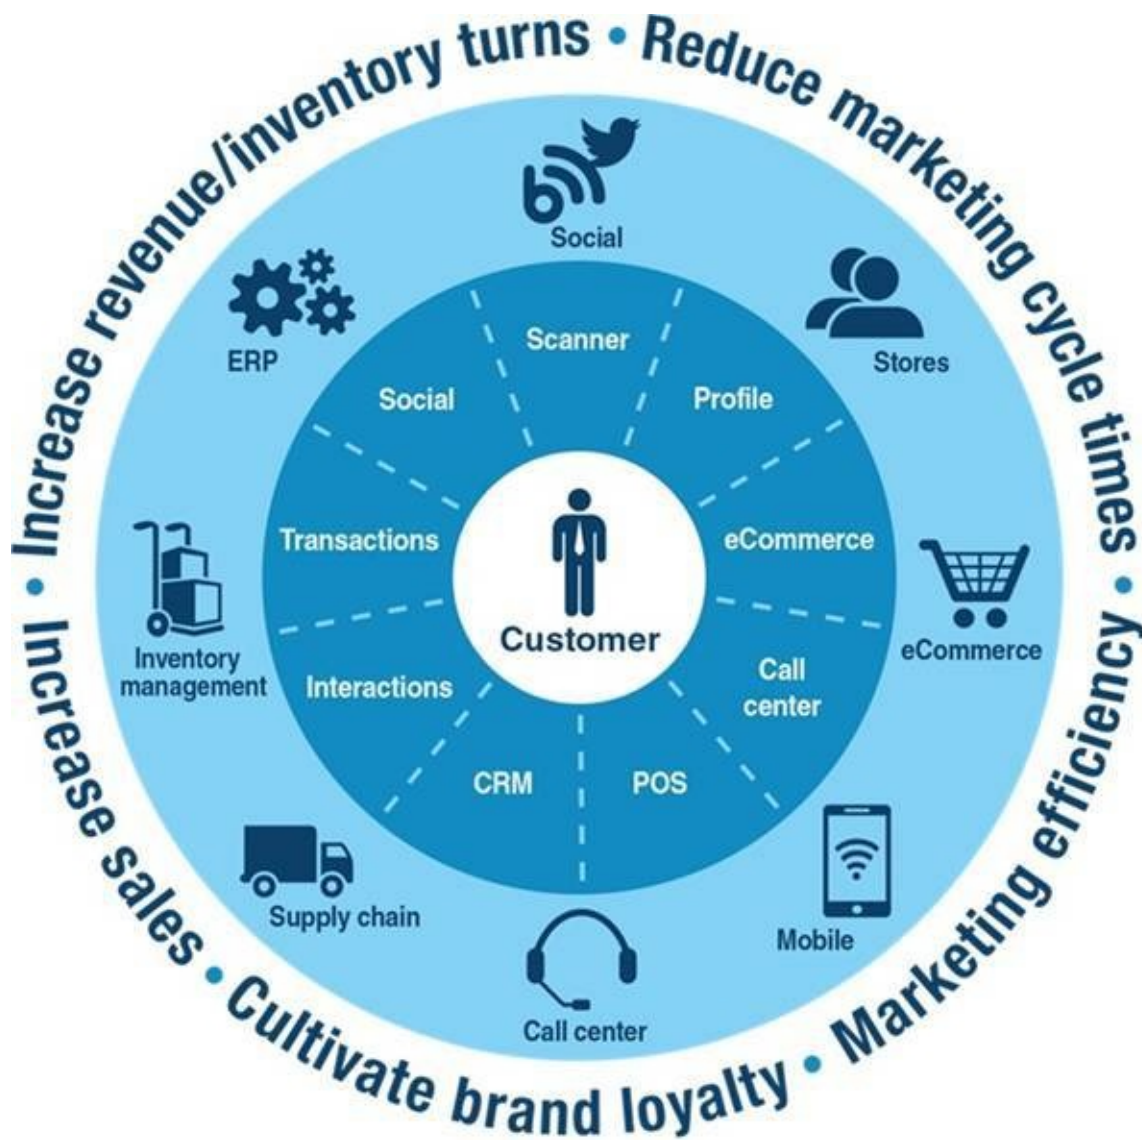 Increase revenue/inventory turns • Reduce marketing cycle times •
Marketing efficiency •
Cultivate brand loyalty •
Increase sales •
Social
Stores
eCommerce
Mobile
Call center
Supply chain
Inventory
management
ERP
Scanner
Profile
eCommerce
Call
center
POS
CRM
Interactions
Transactions
Social
Customer